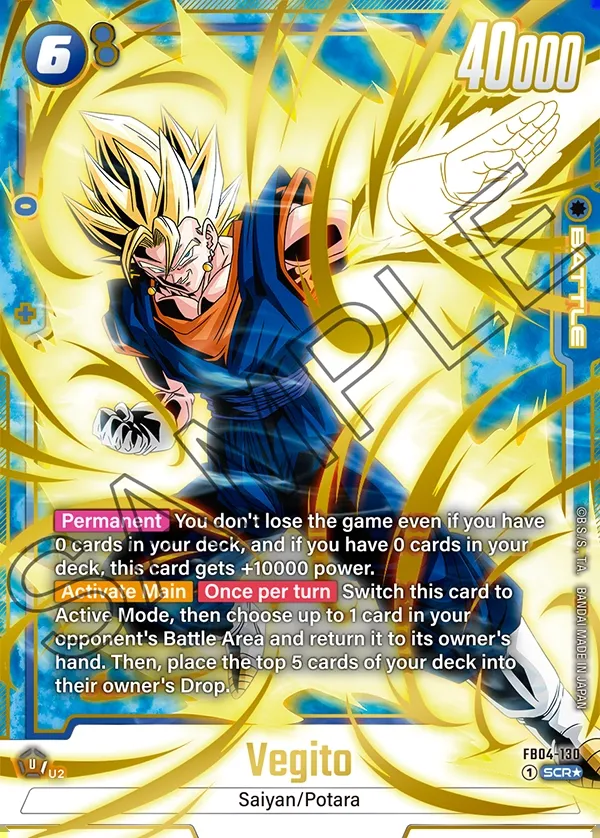 6
40000
0
+
BATTLE
SAMPLE
Permanent You don't lose the game even if you have
0 cards in your deck, and if you have 0 cards in your
deck, this card gets +10000 power.
Activate Main Once per turn Switch this card to
Active Mode, then choose up to 1 card in your
opponent's Battle Area and return it to its owner's
hand. Then, place the top 5 cards of your deck into
their owner's Drop.
©B.S./S., T.A. BANDAI MADE IN JAPAN
U/U2
Vegito
FB04-130
1 SCR★
Saiyan/Potara